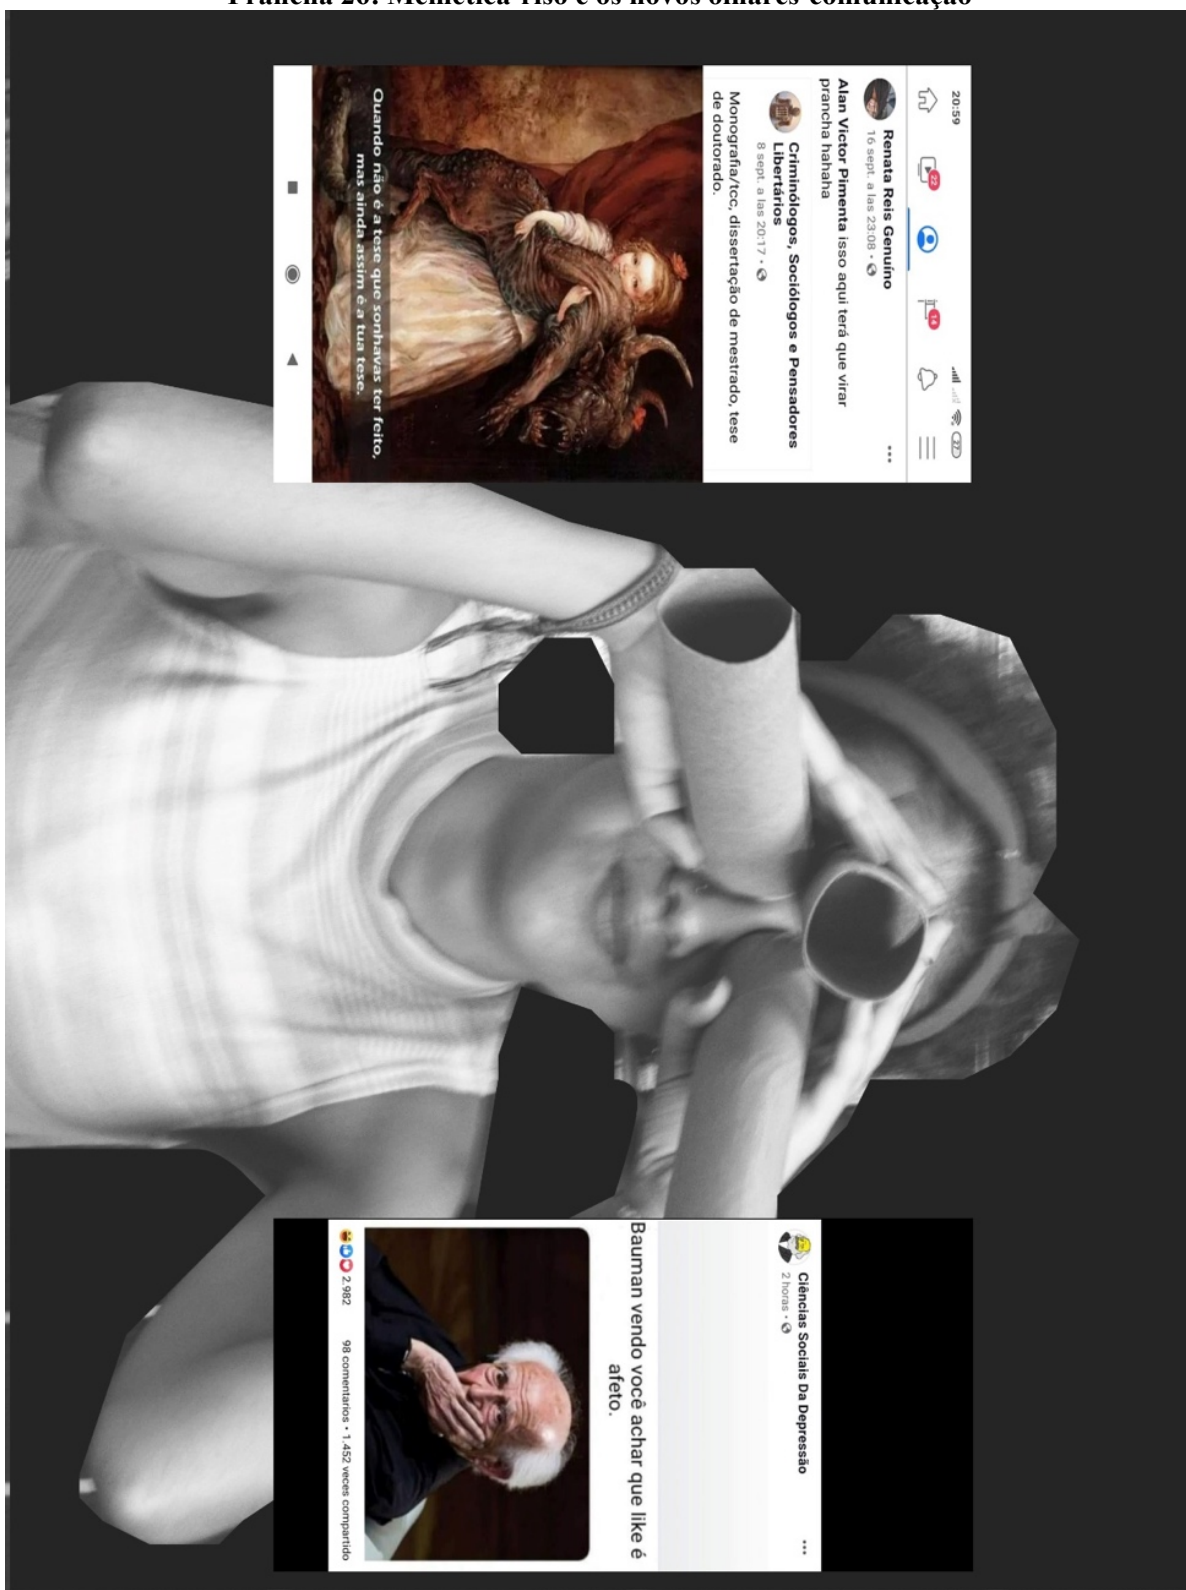 Prancha 26: Memética-riso e os novos olhares-comunicação
20:59
27
22
14
Renata Reis Genuíno
16 sept. a las 23:08 ·
Alan Victor Pimenta isso aqui terá que virar
prancha hahaha
Criminólogos, Sociólogos e Pensadores
Libertários
8 sept. a las 20:17 ·
Monografia/tcc, dissertação de mestrado, tese
de doutorado.
Quando não é a tese que sonhavas ter feito,
mas ainda assim é a tua tese.
Ciências Sociais Da Depressão
2 horas ·
Bauman vendo você achar que like é
afeto.
2.982
98 comentarios • 1.452 veces compartido